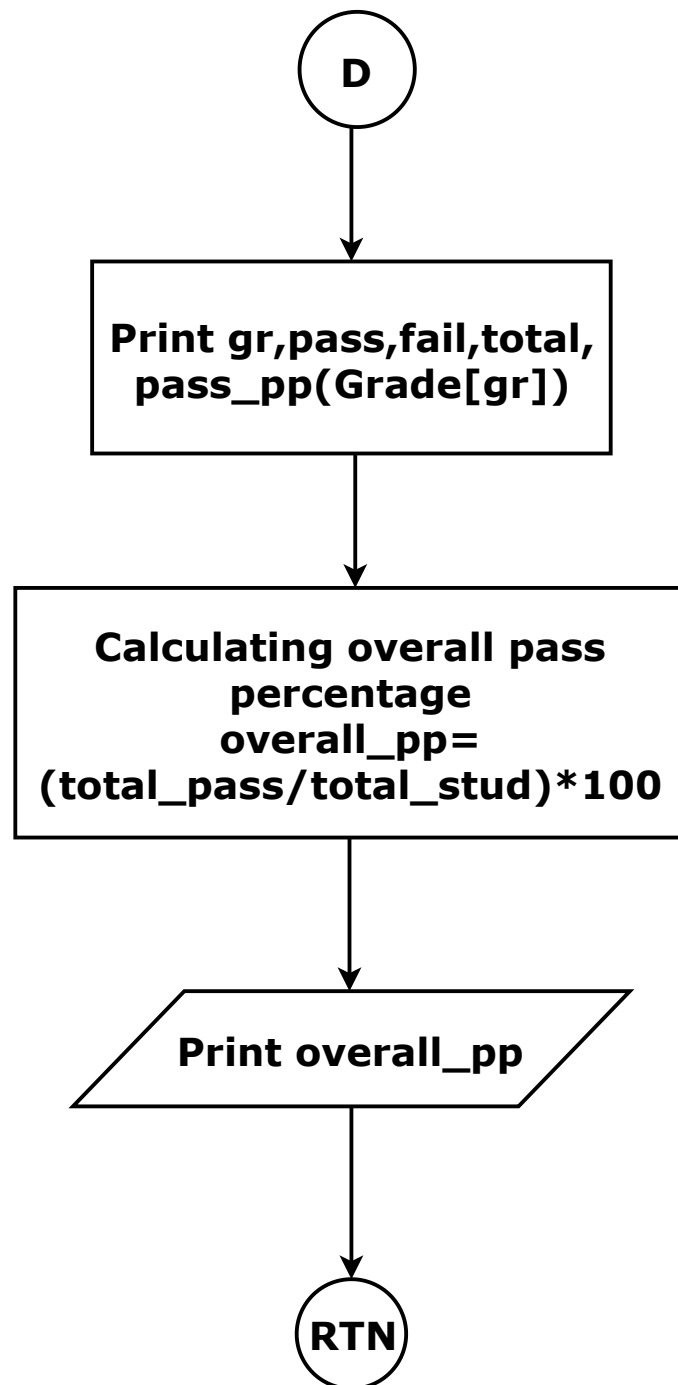 D
Print gr,pass,fail,total,
pass_pp(Grade[gr])
Calculating overall pass
percentage
overall_pp=
(total_pass/total_stud)*100
Print overall_pp
RTN